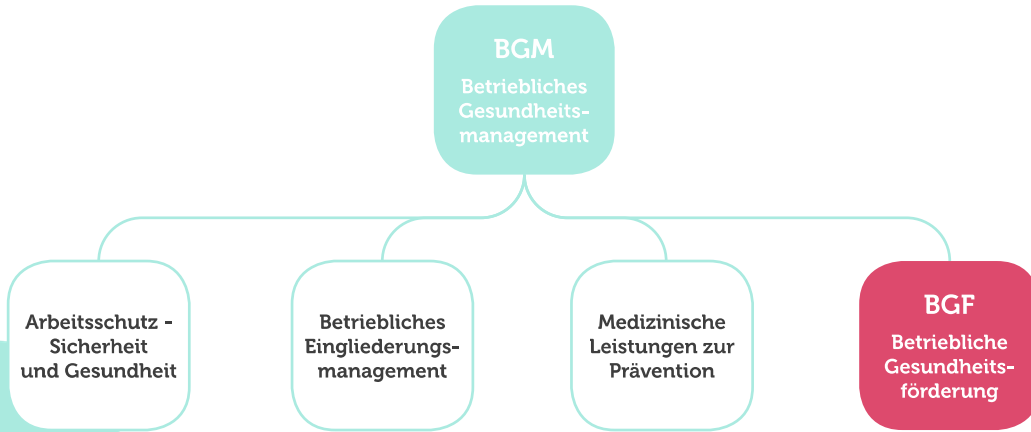 BGM
Betriebliches
Gesundheits-
management
Arbeitsschutz -
Sicherheit
und Gesundheit
Betriebliches
Eingliederungs-
management
Medizinische
Leistungen zur
Prävention
BGF
Betriebliche
Gesundheits-
förderung